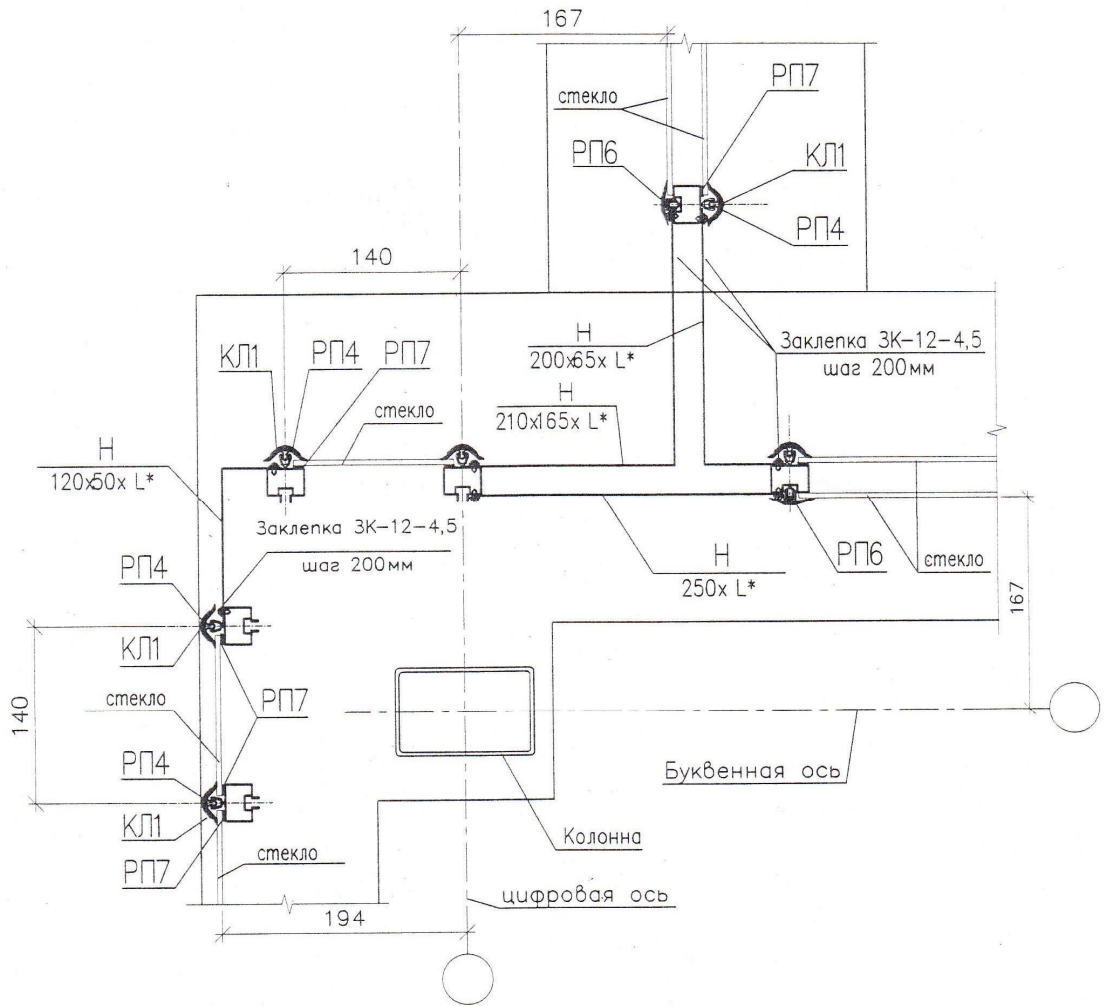 167
стекло
РП7
РП6
КЛ1
РП4
140
КЛ1
РП4
РП7
стекло
Н
200х65х L*
Заклепка ЗК-12-4,5
шаг 200мм
Н
210х165х L*
Н
120х50х L*
Заклепка ЗК-12-4,5
шаг 200мм
Н
250х L*
РП6
стекло
167
РП4
КЛ1
140
стекло
РП7
РП4
КЛ1
РП7
стекло
Буквенная ось
Колонна
цифровая ось
194